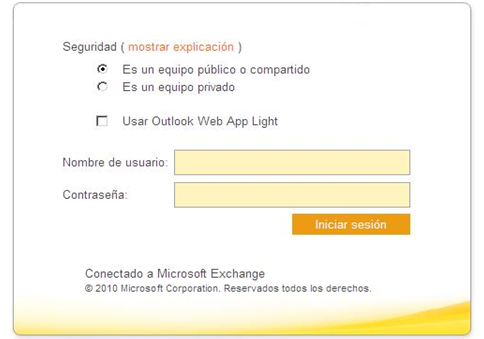 Seguridad ( mostrar explicación )
Es un equipo público o compartido
Es un equipo privado
Usar Outlook Web App Light
Nombre de usuario:
Contraseña:
Iniciar sesión
Conectado a Microsoft Exchange
© 2010 Microsoft Corporation. Reservados todos los derechos.